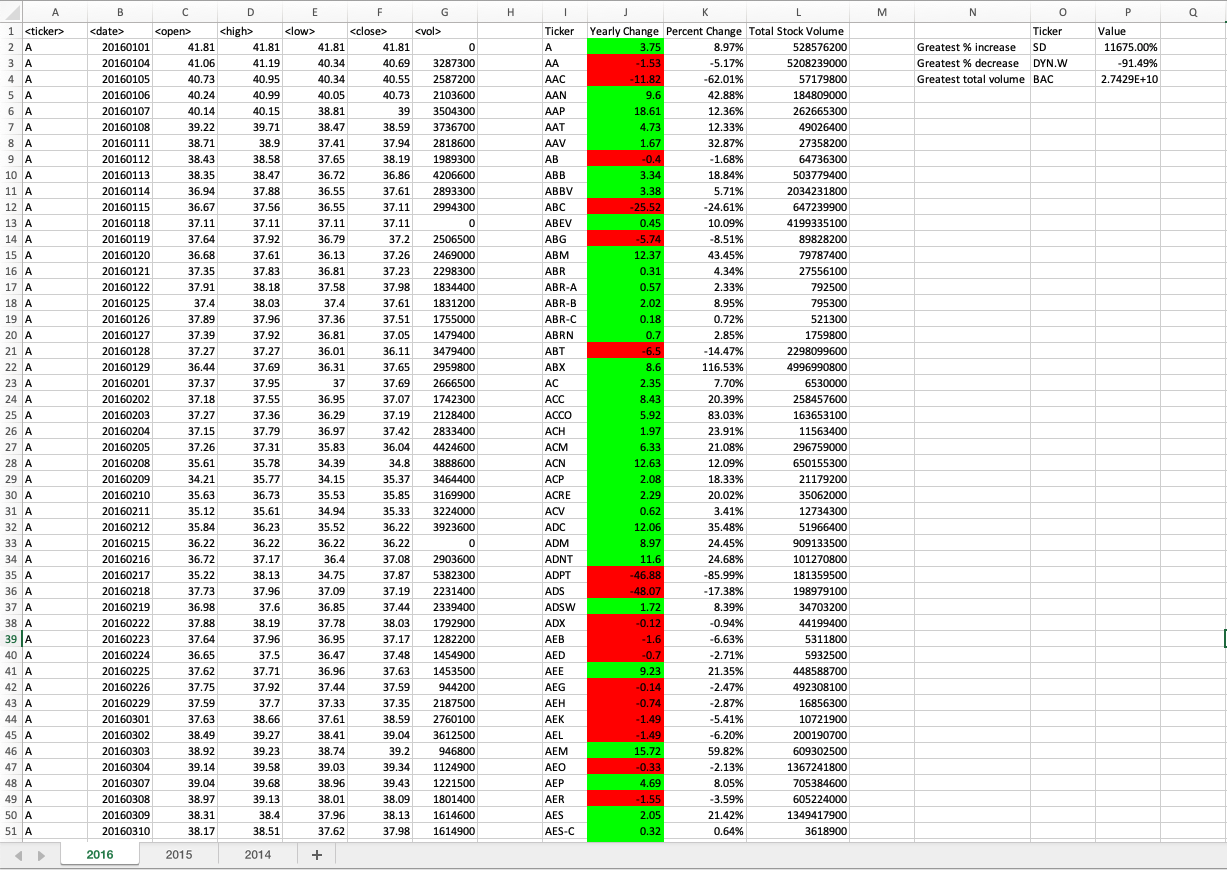 A B C D E F G H I J K L M N O P Q
1 <ticker> <date> <open> <high> <low> <close> <vol> Ticker Yearly Change Percent Change Total Stock Volume Ticker Value
2 A 20160101 41.81 41.81 41.81 41.81 0 A 3.75 8.97% 528576200 Greatest % increase SD 11675.00%
3 A 20160104 41.06 41.19 40.34 40.69 3287300 AA -1.53 -5.17% 5208239000 Greatest % decrease DYN.W -91.49%
4 A 20160105 40.73 40.95 40.34 40.55 2587200 AAC -11.82 -62.01% 57179800 Greatest total volume BAC 2.7429E+10
5 A 20160106 40.24 40.99 40.05 40.73 2103600 AAN 9.6 42.88% 184809000
6 A 20160107 40.14 40.15 38.81 39 3504300 AAP 18.61 12.36% 262665300
7 A 20160108 39.22 39.71 38.47 38.59 3736700 AAT 4.73 12.33% 49026400
8 A 20160111 38.71 38.9 37.41 37.94 2818600 AAV 1.67 32.87% 27358200
9 A 20160112 38.43 38.58 37.65 38.19 1989300 AB -0.4 -1.68% 64736300
10 A 20160113 38.35 38.47 36.72 36.86 4206600 ABB 3.34 18.84% 503779400
11 A 20160114 36.94 37.88 36.55 37.61 2893300 ABBV 3.38 5.71% 2034231800
12 A 20160115 36.67 37.56 36.55 37.11 2994300 ABC -25.52 -24.61% 647239900
13 A 20160118 37.11 37.11 37.11 37.11 0 ABEV 0.45 10.09% 4199335100
14 A 20160119 37.64 37.92 36.79 37.2 2506500 ABG -5.74 -8.51% 89828200
15 A 20160120 36.68 37.61 36.13 37.26 2469000 ABM 12.37 43.45% 79787400
16 A 20160121 37.35 37.83 36.81 37.23 2298300 ABR 0.31 4.34% 27556100
17 A 20160122 37.91 38.18 37.58 37.98 1834400 ABR-A 0.57 2.33% 792500
18 A 20160125 37.4 38.03 37.4 37.61 1831200 ABR-B 2.02 8.95% 795300
19 A 20160126 37.89 37.96 37.36 37.51 1755000 ABR-C 0.18 0.72% 521300
20 A 20160127 37.39 37.92 36.81 37.05 1479400 ABRN 0.7 2.85% 1759800
21 A 20160128 37.27 37.27 36.01 36.11 3479400 ABT -6.5 -14.47% 2298099600
22 A 20160129 36.44 37.69 36.31 37.65 2959800 ABX 8.6 116.53% 4996990800
23 A 20160201 37.37 37.95 37 37.69 2666500 AC 2.35 7.70% 6530000
24 A 20160202 37.18 37.55 36.95 37.07 1742300 ACC 8.43 20.39% 258457600
25 A 20160203 37.27 37.36 36.29 37.19 2128400 ACCO 5.92 83.03% 163653100
26 A 20160204 37.15 37.79 36.97 37.42 2833400 ACH 1.97 23.91% 11563400
27 A 20160205 37.26 37.31 35.83 36.04 4424600 ACM 6.33 21.08% 296759000
28 A 20160208 35.61 35.78 34.39 34.8 3888600 ACN 12.63 12.09% 650155300
29 A 20160209 34.21 35.77 34.15 35.37 3464400 ACP 2.08 18.33% 21179200
30 A 20160210 35.63 36.73 35.53 35.85 3169900 ACRE 2.29 20.02% 35062000
31 A 20160211 35.12 35.61 34.94 35.33 3224000 ACV 0.62 3.41% 12734300
32 A 20160212 35.84 36.23 35.52 36.22 3923600 ADC 12.06 35.48% 51966400
33 A 20160215 36.22 36.22 36.22 36.22 0 ADM 8.97 24.45% 909133500
34 A 20160216 36.72 37.17 36.4 37.08 2903600 ADNT 11.6 24.68% 101270800
35 A 20160217 35.22 38.13 34.75 37.87 5382300 ADPT -46.88 -85.99% 181359500
36 A 20160218 37.73 37.96 37.09 37.19 2231400 ADS -48.07 -17.38% 198979100
37 A 20160219 36.98 37.6 36.85 37.44 2339400 ADSW 1.72 8.39% 34703200
38 A 20160222 37.88 38.19 37.78 38.03 1792900 ADX -0.12 -0.94% 44199400
39 A 20160223 37.64 37.96 36.95 37.17 1282200 AEB -1.6 -6.63% 5311800
40 A 20160224 36.65 37.5 36.47 37.48 1454900 AED -0.7 -2.71% 5932500
41 A 20160225 37.62 37.71 36.96 37.63 1453500 AEE 9.23 21.35% 448588700
42 A 20160226 37.75 37.92 37.44 37.59 944200 AEG -0.14 -2.47% 492308100
43 A 20160229 37.59 37.7 37.33 37.35 2187500 AEH -0.74 -2.87% 16856300
44 A 20160301 37.63 38.66 37.61 38.59 2760100 AEK -1.49 -5.41% 10721900
45 A 20160302 38.49 39.27 38.41 39.04 3612500 AEL -1.49 -6.20% 200190700
46 A 20160303 38.92 39.23 38.74 39.2 946800 AEM 15.72 59.82% 609302500
47 A 20160304 39.14 39.58 39.03 39.34 1124900 AEO -0.33 -2.13% 1367241800
48 A 20160307 39.04 39.68 38.96 39.43 1221500 AEP 4.69 8.05% 705384600
49 A 20160308 38.97 39.13 38.01 38.09 1801400 AER -1.55 -3.59% 605224000
50 A 20160309 38.31 38.4 37.96 38.13 1614600 AES 2.05 21.42% 1349417900
51 A 20160310 38.17 38.51 37.62 37.98 1614900 AES-C 0.32 0.64% 3618900
2016 2015 2014 +